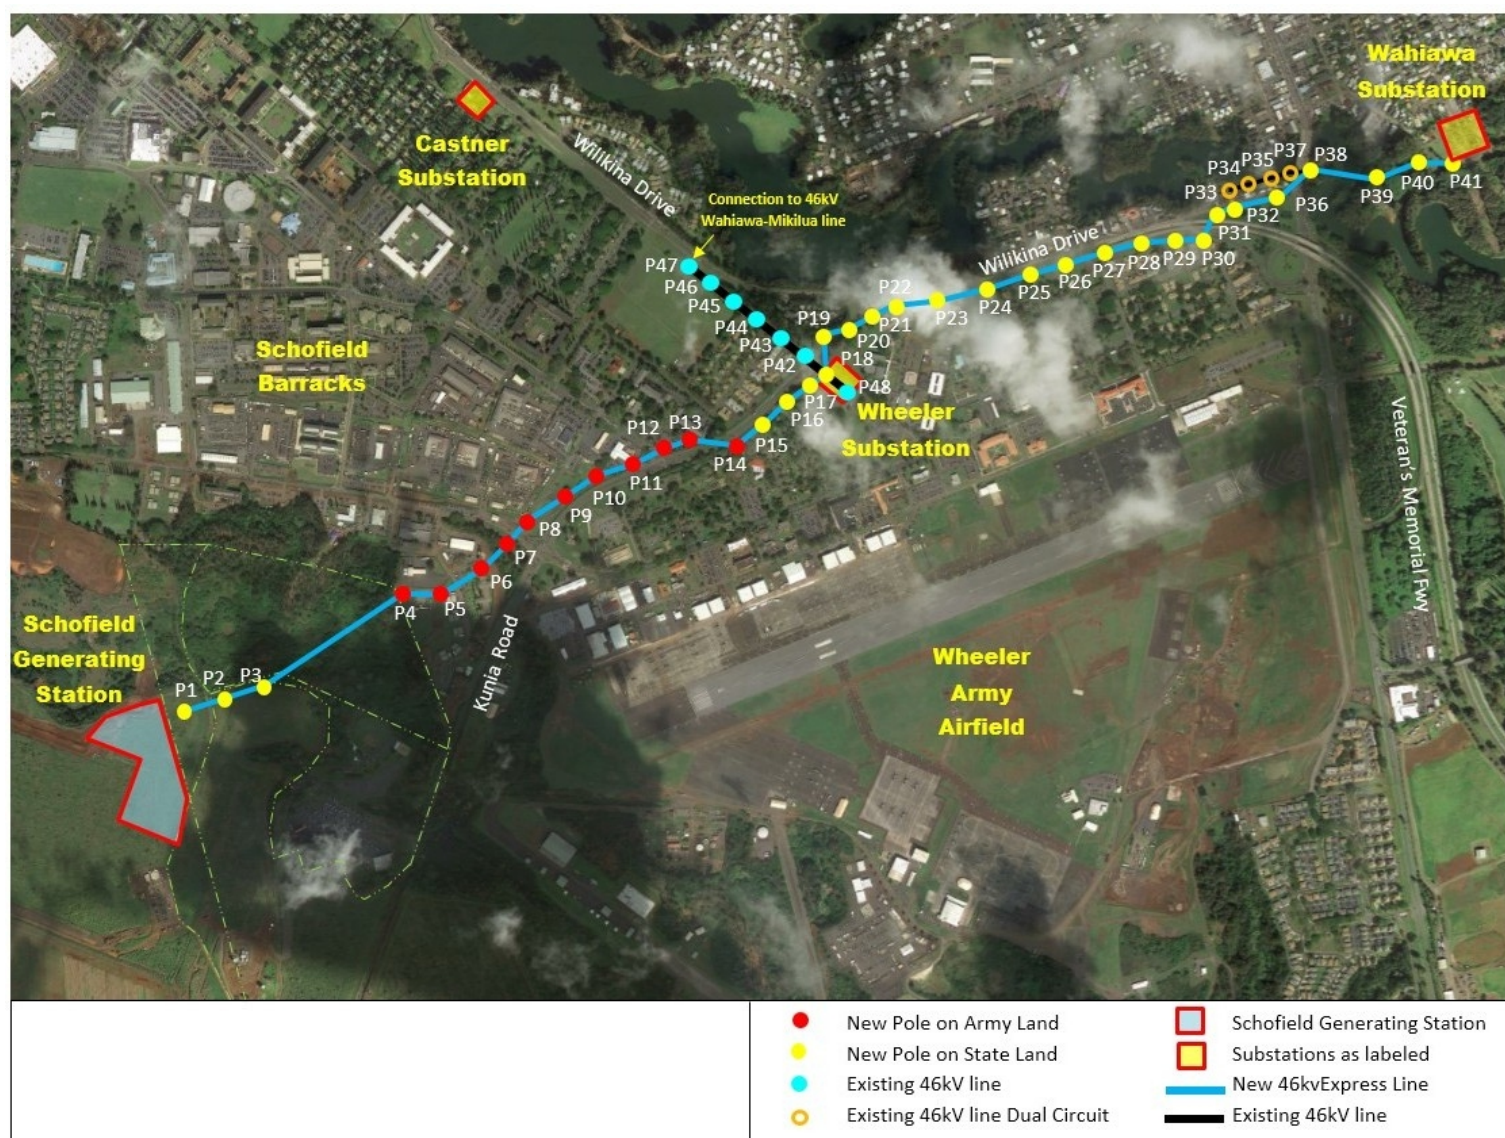 Wahiawa
Substation
Castner
Substation
Wilikina Drive
Connection to 46kV
Wahiawa-Mikilua line
P47
P46
P45
P44
P43
P42
P48
Wilikina Drive
P33
P34
P35
P37
P38
P39
P40
P41
P36
P32
P31
P30
P29
P28
P27
P26
P25
P24
P23
P22
P21
P20
P19
P18
P17
P16
P15
P14
P13
P12
P11
P10
P9
P8
P7
P6
P5
P4
P3
P2
P1
Schofield
Barracks
Wheeler
Substation
Veteran's Memorial Fwy
Schofield
Generating
Station
Kunia Road
Wheeler
Army
Airfield
New Pole on Army Land
New Pole on State Land
Existing 46kV line
Existing 46kV line Dual Circuit
Schofield Generating Station
Substations as labeled
New 46kvExpress Line
Existing 46kV line